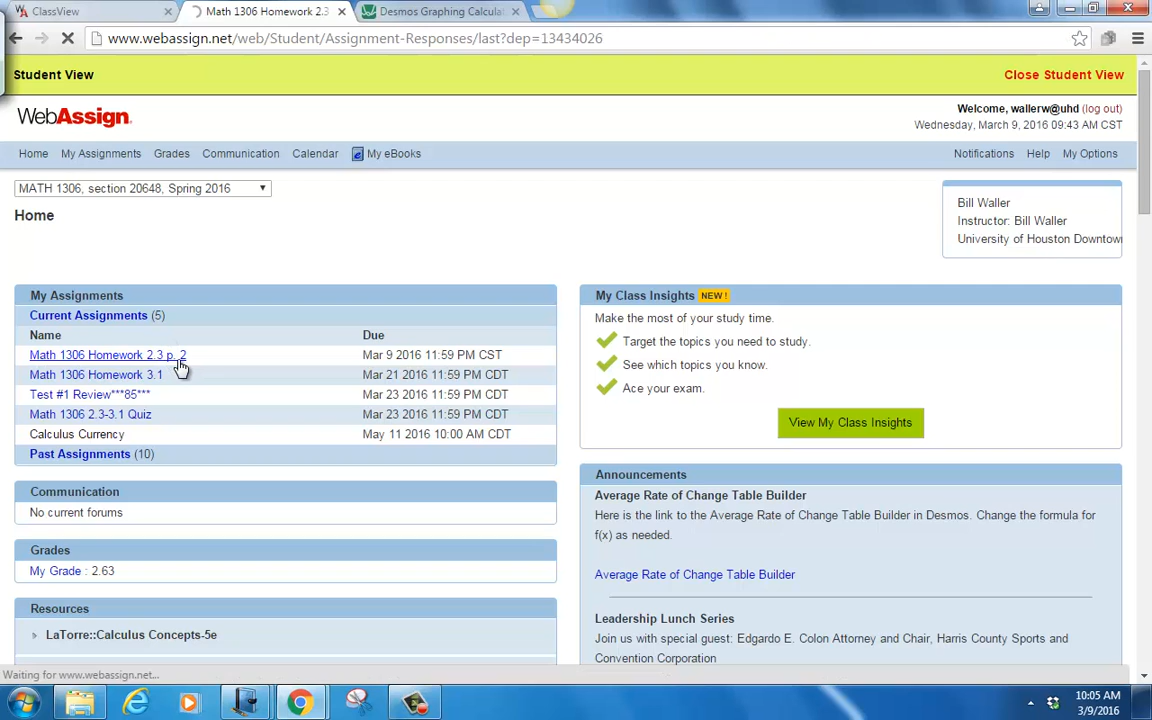 ClassView
Math 1306 Homework 2.3
Desmos Graphing Calcula
www.webassign.net/web/Student/Assignment-Responses/last?dep=13434026
Student View
Close Student View
WebAssign.
Welcome, wallerw@uhd (log out)
Wednesday, March 9, 2016 09:43 AM CST
Home My Assignments Grades Communication Calendar My eBooks
Notifications Help My Options
MATH 1306, section 20648, Spring 2016
Home
Bill Waller
Instructor: Bill Waller
University of Houston Downtown
My Assignments
Current Assignments (5)
Name Due
Math 1306 Homework 2.3 p. 2 Mar 9 2016 11:59 PM CST
Math 1306 Homework 3.1 Mar 21 2016 11:59 PM CDT
Test #1 Review***85*** Mar 23 2016 11:59 PM CDT
Math 1306 2.3-3.1 Quiz Mar 23 2016 11:59 PM CDT
Calculus Currency May 11 2016 10:00 AM CDT
Past Assignments (10)
Communication
No current forums
Grades
My Grade : 2.63
Resources
LaTorre::Calculus Concepts-5e
My Class Insights NEW !
Make the most of your study time.
Target the topics you need to study.
See which topics you know.
Ace your exam.
View My Class Insights
Announcements
Average Rate of Change Table Builder
Here is the link to the Average Rate of Change Table Builder in Desmos. Change the formula for
f(x) as needed.
Average Rate of Change Table Builder
Leadership Lunch Series
Join us with special guest: Edgardo E. Colon Attorney and Chair, Harris County Sports and
Convention Corporation
Waiting for www.webassign.net...
10:05 AM
3/9/2016